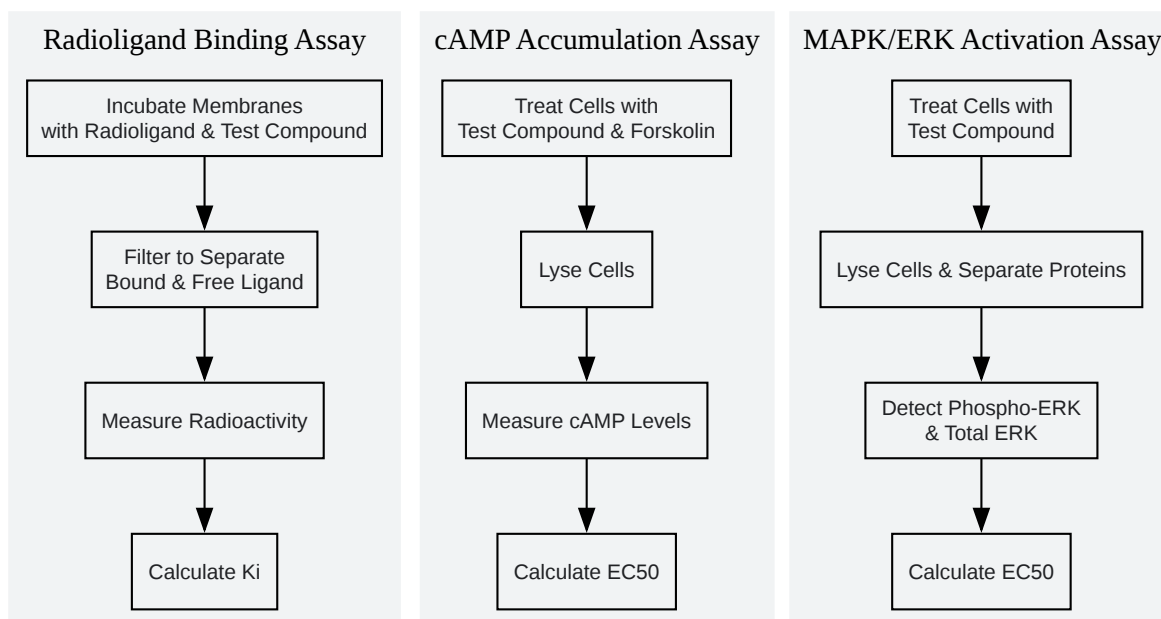 Radioligand Binding Assay
Incubate Membranes
with Radioligand & Test Compound
Filter to Separate
Bound & Free Ligand
Measure Radioactivity
Calculate Ki
cAMP Accumulation Assay
Treat Cells with
Test Compound & Forskolin
Lyse Cells
Measure cAMP Levels
Calculate EC50
MAPK/ERK Activation Assay
Treat Cells with
Test Compound
Lyse Cells & Separate Proteins
Detect Phospho-ERK
& Total ERK
Calculate EC50